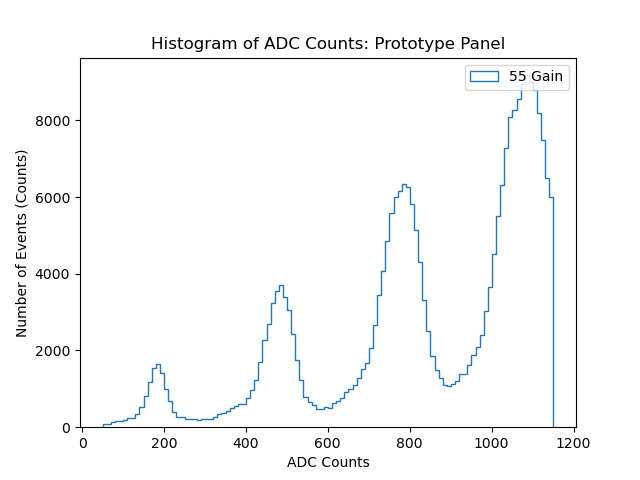 Histogram of ADC Counts: Prototype Panel
55 Gain
Number of Events (Counts)
8000
6000
4000
2000
0
0 200 400 600 800 1000 1200
ADC Counts